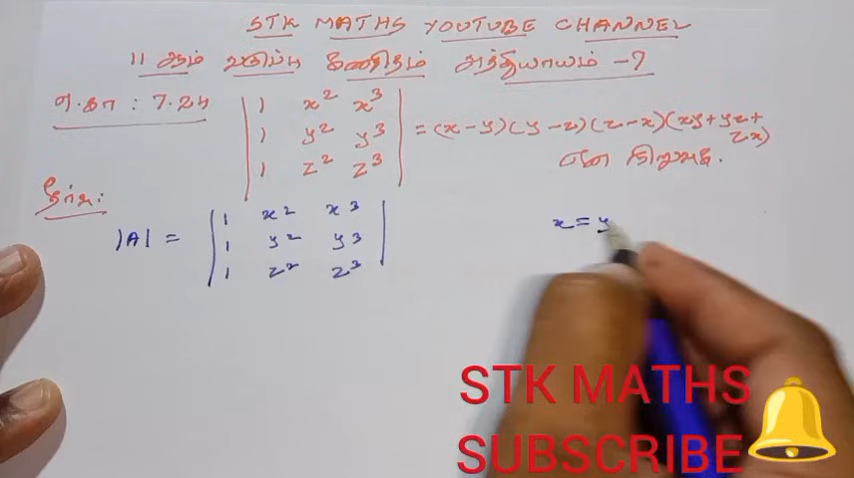 STK MATHS YOUTUBE CHANNEL
11 ஆம் வகுப்பு கணிதம் அத்தியாயம் -7
எ.கா : 7.24
| 1 x² x³ |
| 1 y² y³ | = (x-y)(y-z)(z-x)(xy+yz+
| 1 z² z³ | zx)
என நிறுவுக.
தீர்வு:
| 1 x² x³ |
|A| = | 1 y² y³ |
| 1 z² z³ |
x = y
STK MATHS
SUBSCRIBE